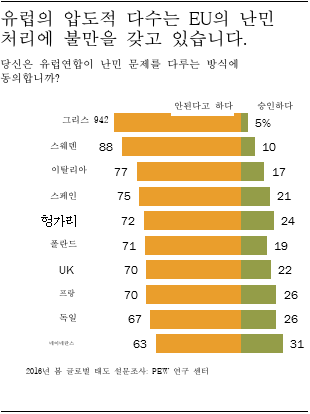 유럽의 압도적 다수는 EU의 난민
처리에 불만을 갖고 있습니다.
당신은 유럽연합이 난민 문제를 다루는 방식에
동의합니까?
안된다고 하다 승인하다
그리스 942 5%
스웨덴 88 10
이탈리아 77 17
스페인 75 21
헝가리 72 24
폴란드 71 19
UK 70 22
프랑 70 26
독일 67 26
네덜란드 63 31
2016년 봄 글로벌 태도 설문조사: PEW 연구 센터